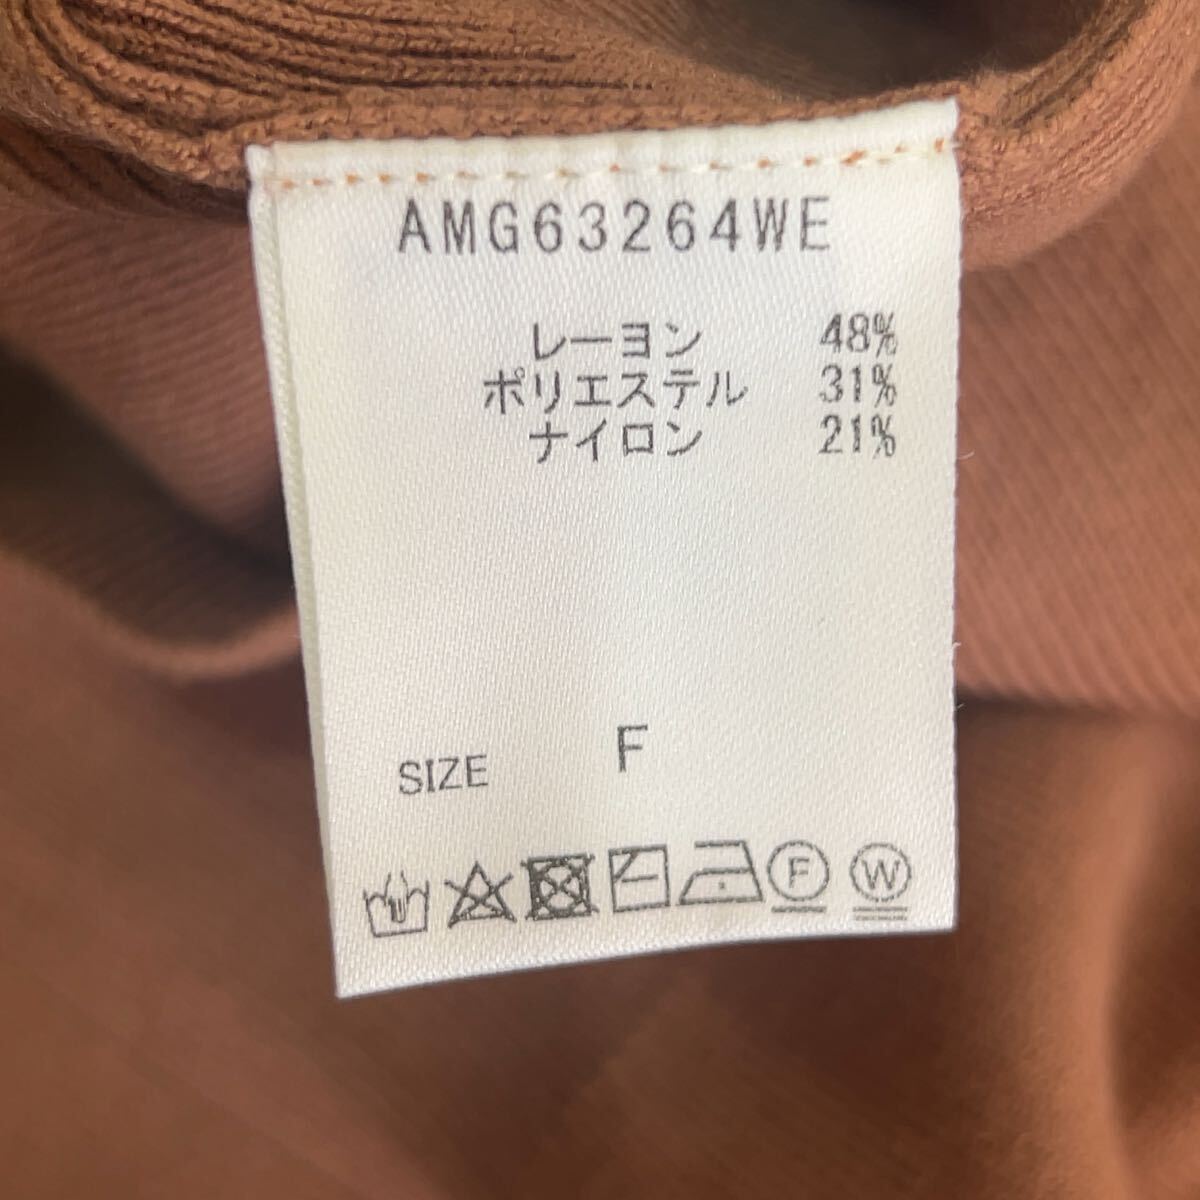 AMG63264WE
レーヨン 48%
ポリエステル 31%
ナイロン 21%
SIZE F
F W